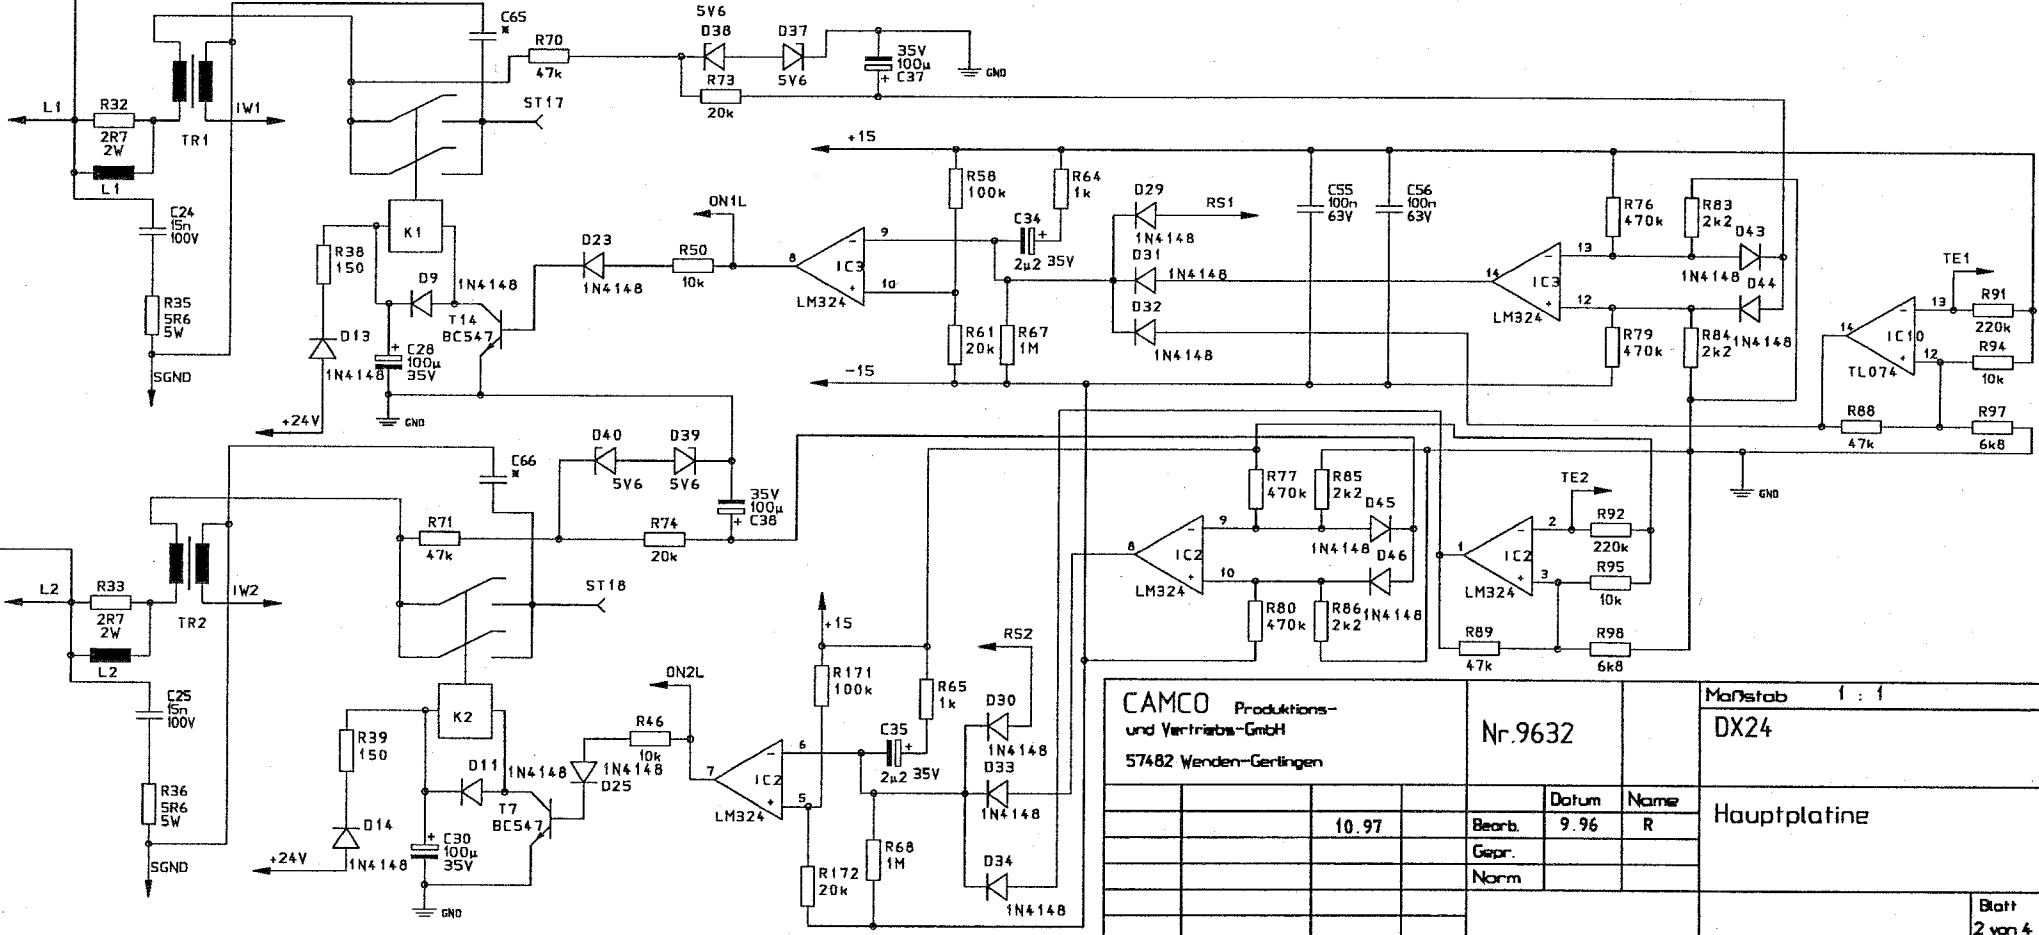 5V6
C65
*
R70
47k
D38
D37
5V6
R73
20k
35V
100µ
+ C37
GND
L1
R32
2R7
2W
L1
TR1
IW1
ST17
+15
R58
100k
R64
1k
D29
RS1
1N4148
C55
100n
63V
C56
100n
63V
R76
470k
R83
2k2
D43
1N4148
C24
15n
100V
K1
ON1L
R38
150
D9
1N4148
D23
1N4148
R50
10k
8
9
10
IC3
LM324
C34
+
2µ2 35V
D31
1N4148
D32
1N4148
14
13
12
IC3
LM324
D44
1N4148
TE1
R91
220k
13
14
IC10
12
TL074
R94
10k
R35
5R6
5W
SGND
D13
1N4148
T14
BC547
+
C28
100µ
35V
R61
20k
R67
1M
R79
470k
R84
2k2
-15
+24V
GND
R88
47k
R97
6k8
D40
5V6
D39
5V6
C66
*
35V
100µ
+ C38
R71
47k
R74
20k
R77
470k
R85
2k2
D45
1N4148
TE2
R92
220k
GND
8
9
10
IC2
LM324
D46
1N4148
1
2
3
IC2
LM324
R95
10k
L2
R33
2R7
2W
L2
TR2
IW2
ST18
R80
470k
R86
2k2
R89
47k
R98
6k8
+15
RS2
R171
100k
R65
1k
C25
15n
100V
K2
ON2L
R39
150
R46
10k
D11
1N4148
1N4148
D25
7
6
5
IC2
LM324
C35
+
2µ2 35V
D30
1N4148
D33
1N4148
R36
5R6
5W
SGND
D14
1N4148
T7
BC547
+
C30
100µ
35V
R172
20k
R68
1M
D34
1N4148
+24V
GND
CAMCO Produktions-
und Vertriebs-GmbH
57482 Wenden-Gerlingen
Nr.9632
Maßstab 1 : 1
DX24
Hauptplatine
Datum Name
10.97 Bearb. 9.96 R
Gepr.
Norm
Blatt
2 von 4